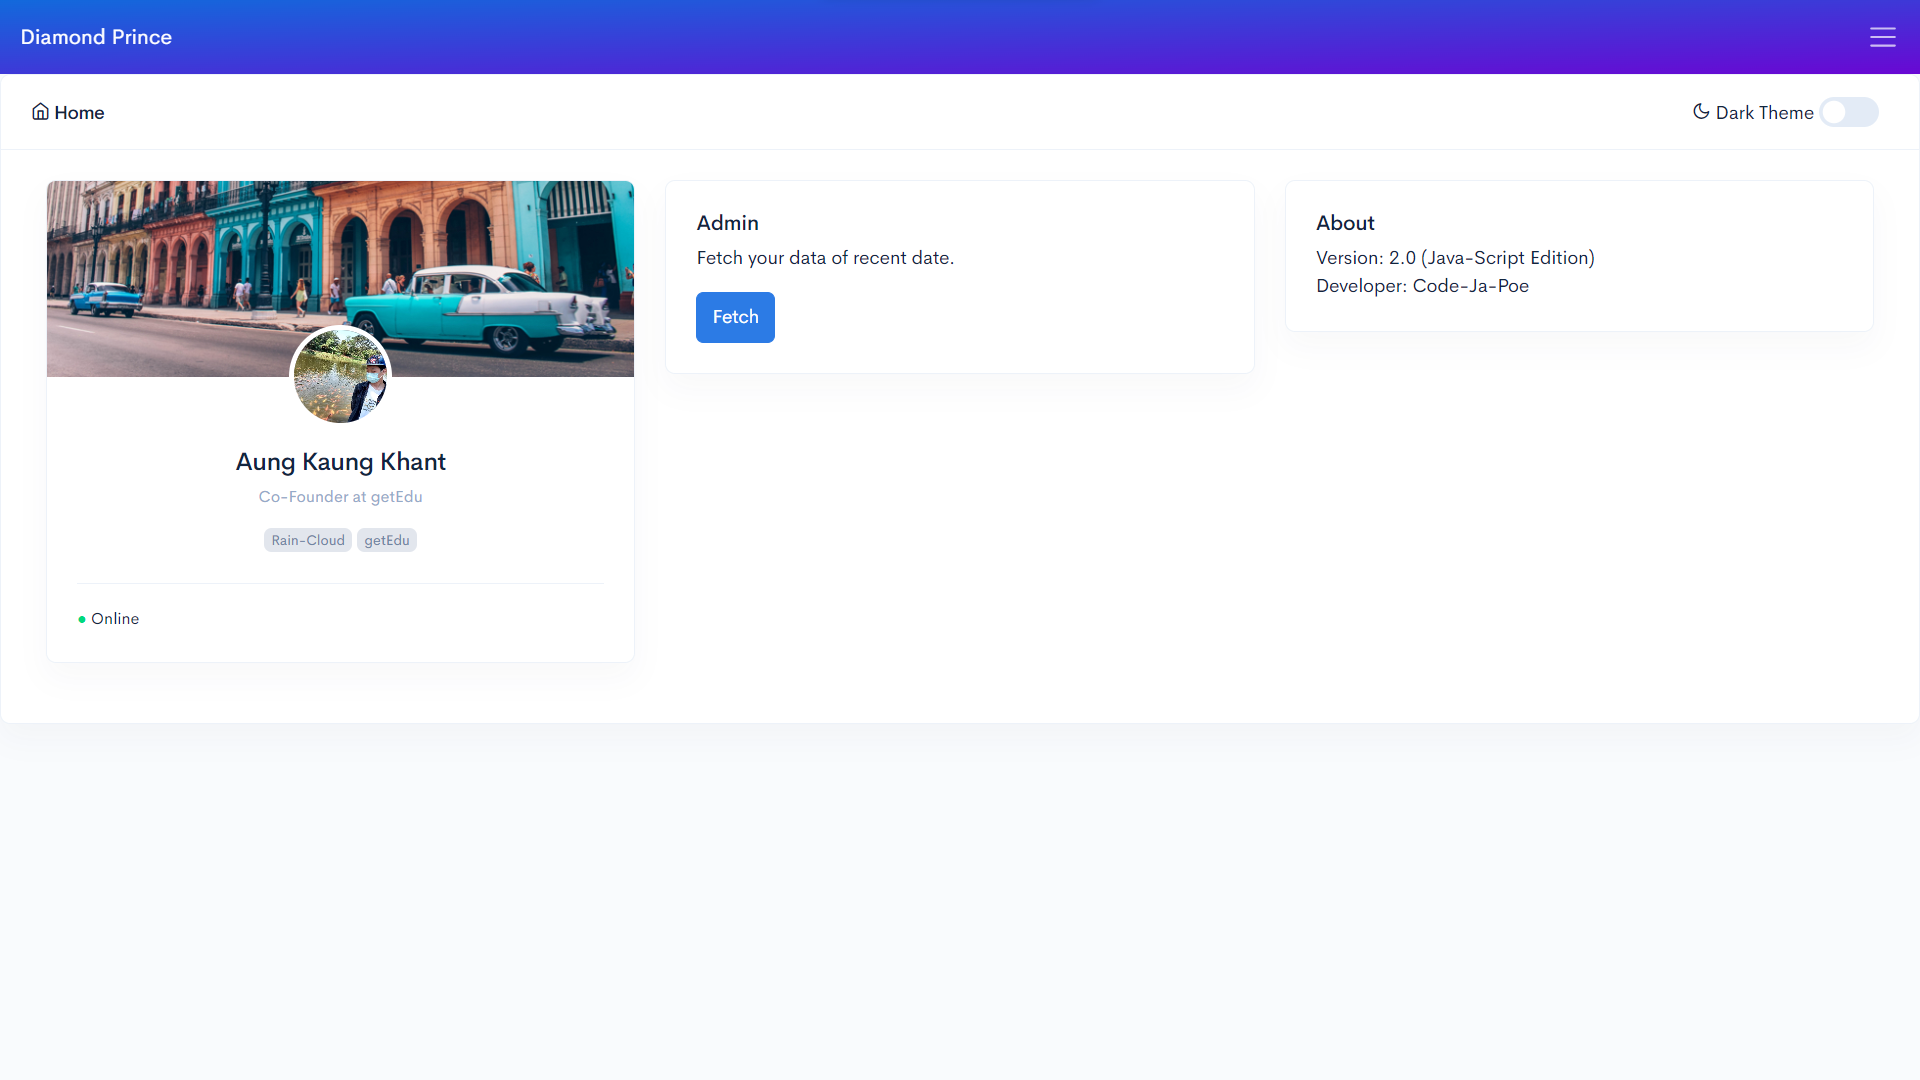 Diamond Prince
Home
Dark Theme
Aung Kaung Khant
Co-Founder at getEdu
Rain-Cloud getEdu
Online
Admin
Fetch your data of recent date.
Fetch
About
Version: 2.0 (Java-Script Edition)
Developer: Code-Ja-Poe